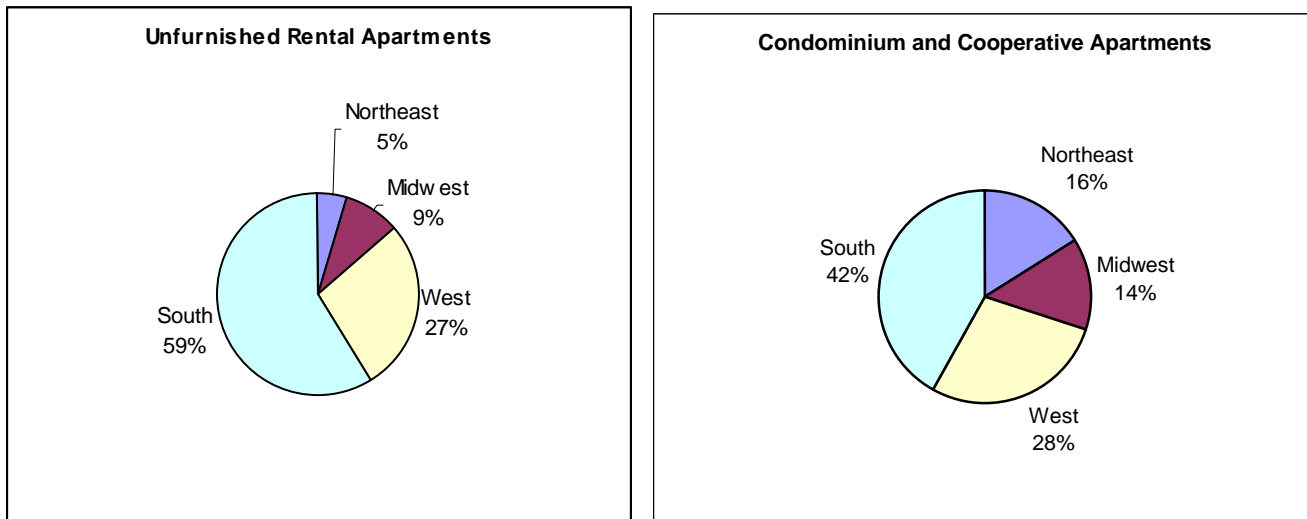 Unfurnished Rental Apartments
Northeast
5%
Midwest
9%
West
27%
South
59%
Condominium and Cooperative Apartments
Northeast
16%
Midwest
14%
West
28%
South
42%